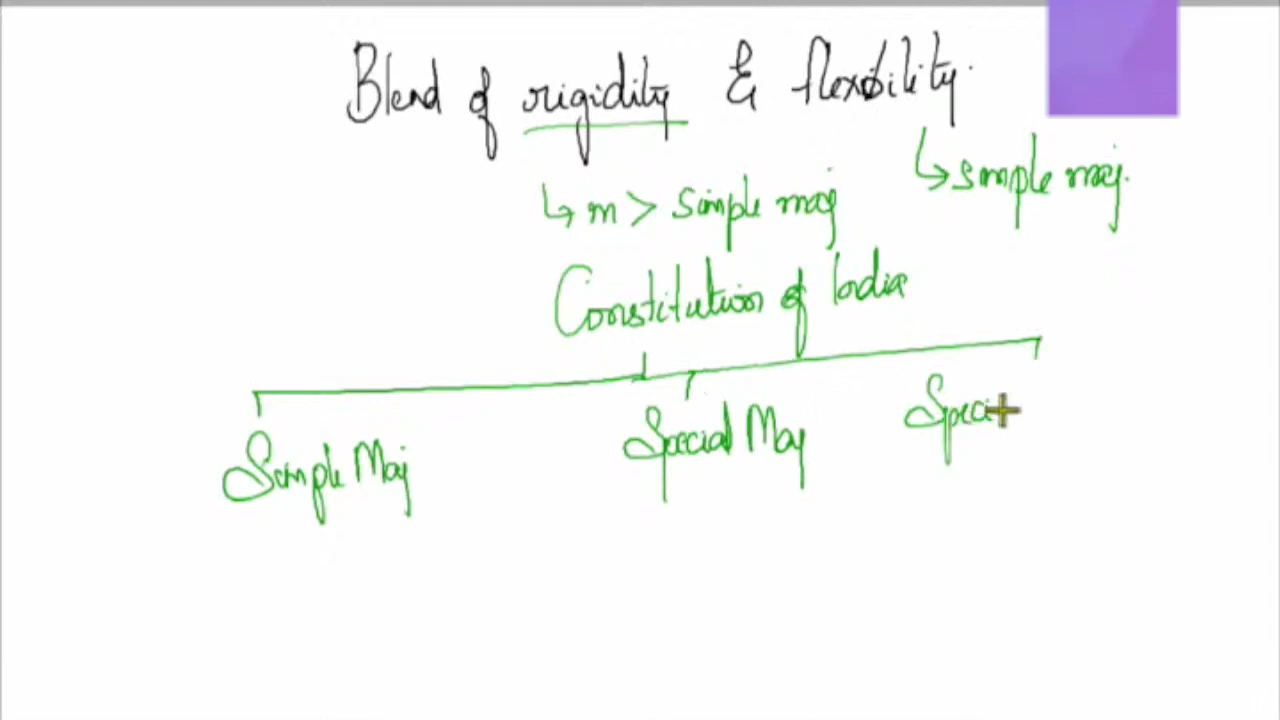 Blend of rigidity & flexibility.
↳ m > simple maj
↳ simple maj.
Constitution of India
Simple Maj
Special Maj
Speci